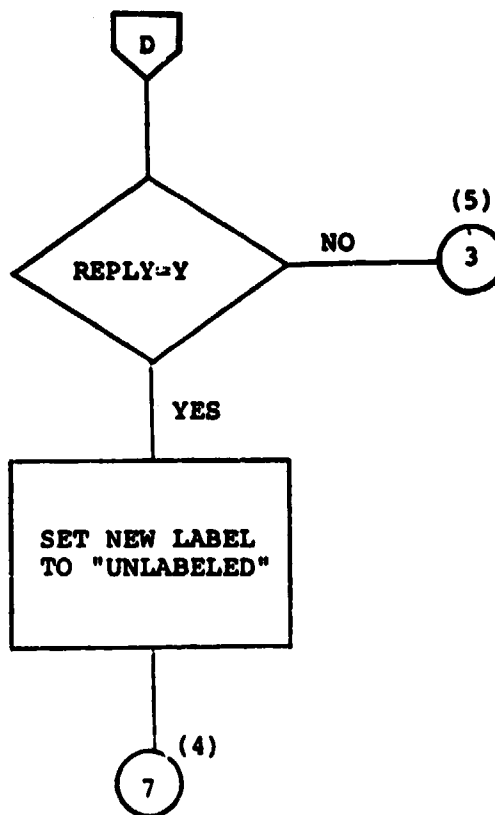 D
(5)
REPLY=Y
NO
3
YES
SET NEW LABEL
TO "UNLABELED"
(4)
7